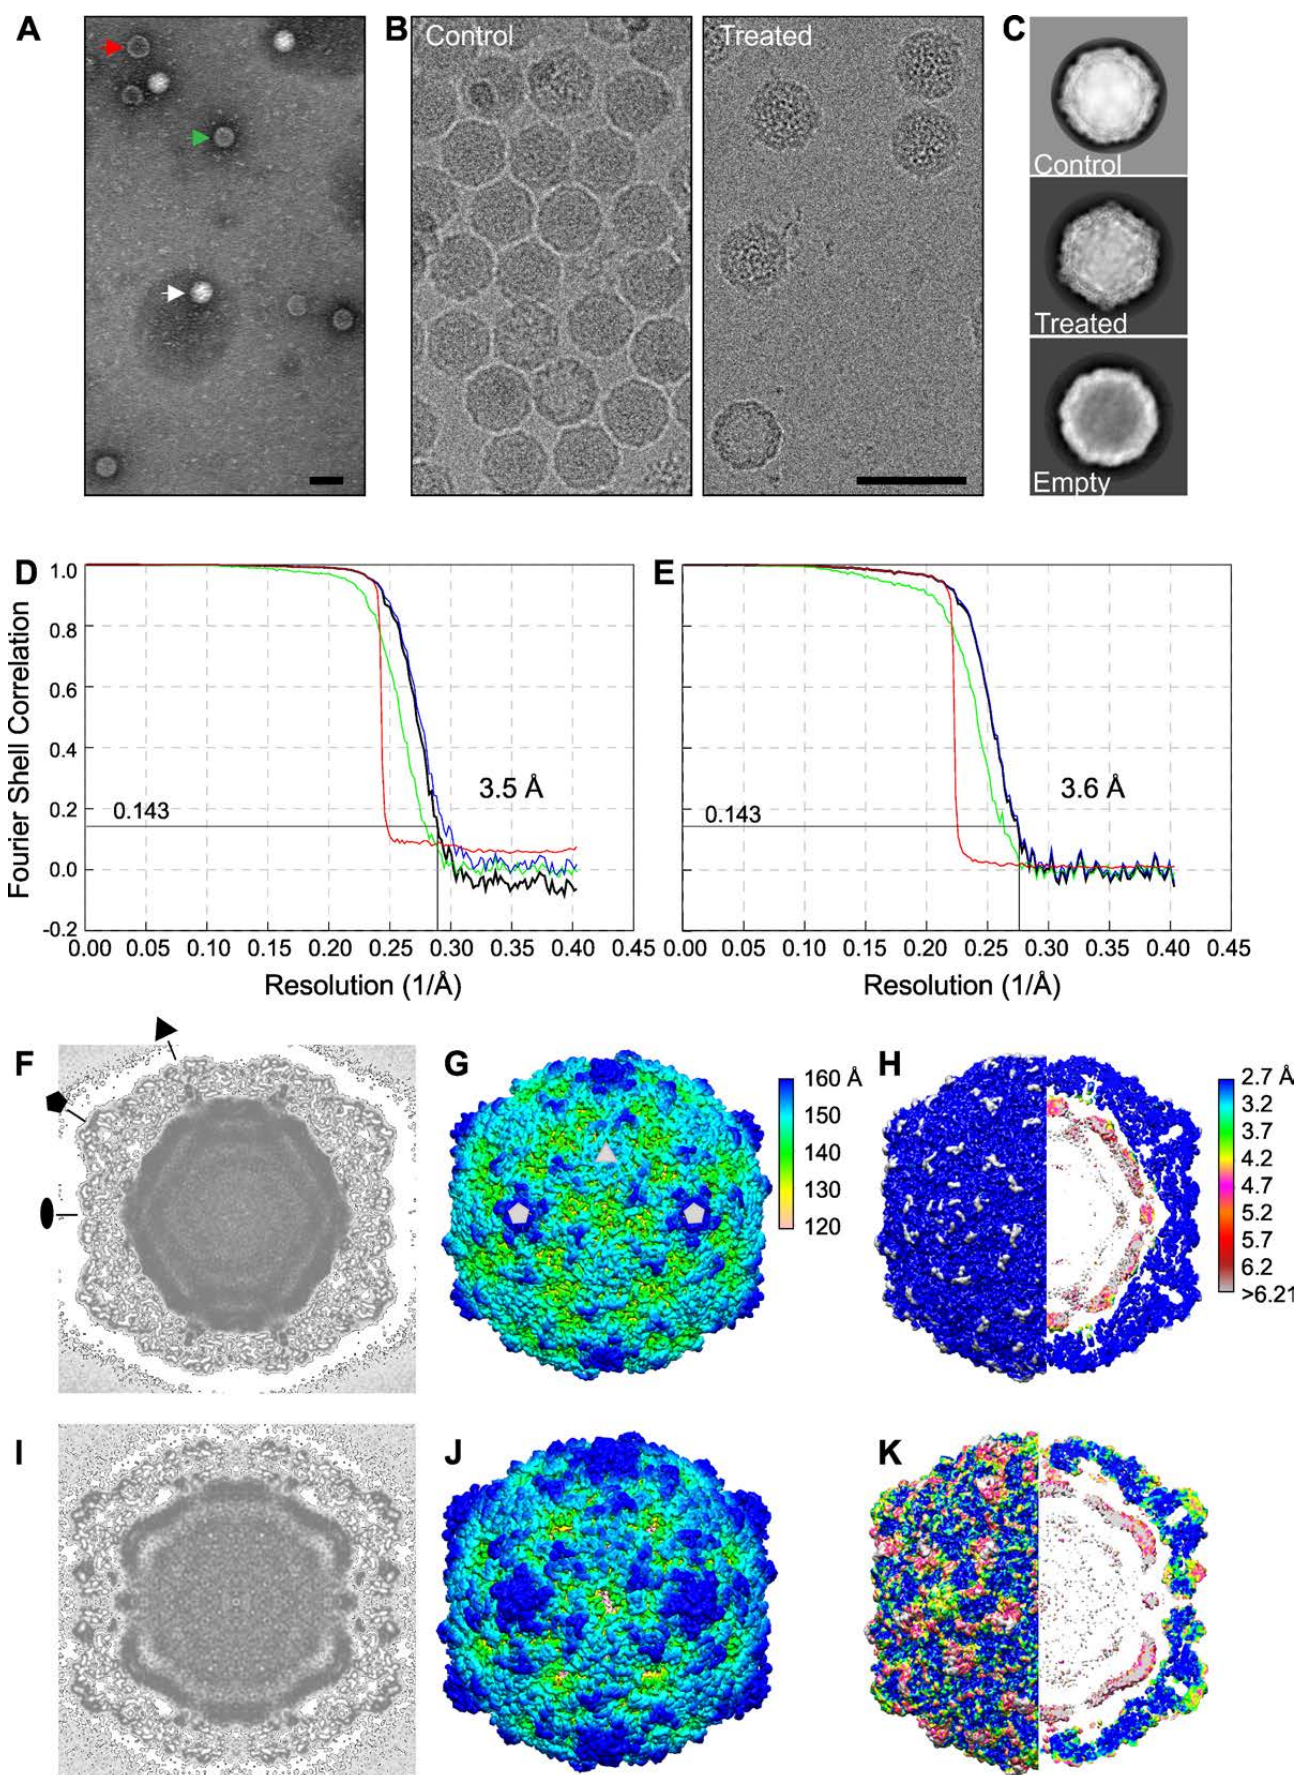 A
B
Control
Treated
C
Control
Treated
Empty
D
Fourier Shell Correlation
1.0
0.8
0.6
0.4
0.2
0.0
-0.2
0.143
3.5 Å
0.00 0.05 0.10 0.15 0.20 0.25 0.30 0.35 0.40 0.45
Resolution (1/Å)
E
0.143
3.6 Å
0.00 0.05 0.10 0.15 0.20 0.25 0.30 0.35 0.40 0.45
Resolution (1/Å)
F
G
160 Å
150
140
130
120
H
2.7 Å
3.2
3.7
4.2
4.7
5.2
5.7
6.2
>6.21
I
J
K